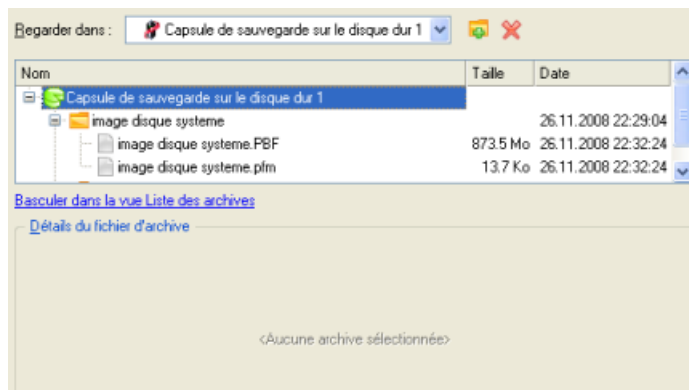 Regarder dans : Capsule de sauvegarde sur le disque dur 1
Nom Taille Date
Capsule de sauvegarde sur le disque dur 1
image disque systeme 26.11.2008 22:29:04
image disque systeme.PBF 873.5 Mo 26.11.2008 22:32:24
image disque systeme.pfm 13.7 Ko 26.11.2008 22:32:24
Basculer dans la vue Liste des archives
Détails du fichier d'archive
<Aucune archive sélectionnée>